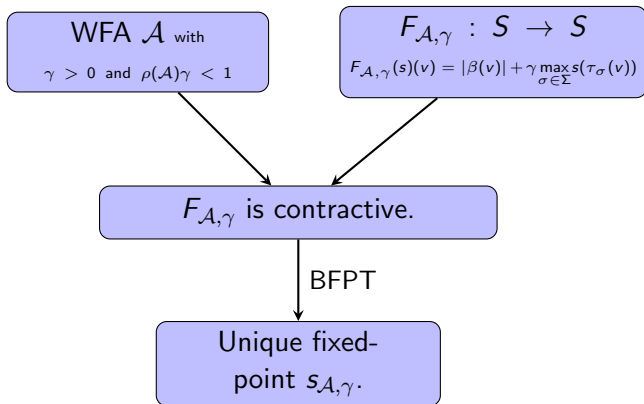 WFA 𝒜 with
γ > 0 and ρ(𝒜)γ < 1
F_{𝒜,γ} : S → S
F_{𝒜,γ}(s)(v) = |β(v)| + γ max_{σ∈Σ} s(τ_σ(v))
F_{𝒜,γ} is contractive.
BFPT
Unique fixed-
point s_{𝒜,γ}.